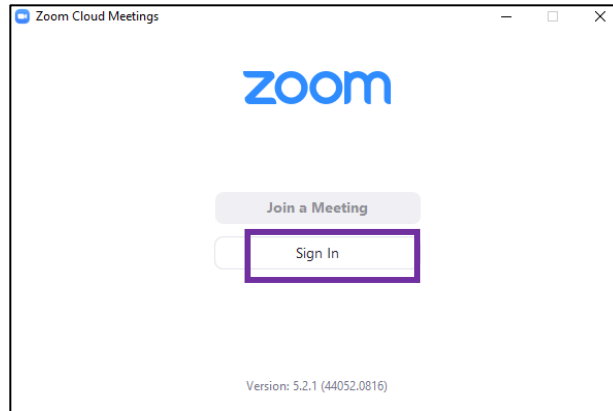 Zoom Cloud Meetings
zoom
Join a Meeting
Sign In
Version: 5.2.1 (44052.0816)